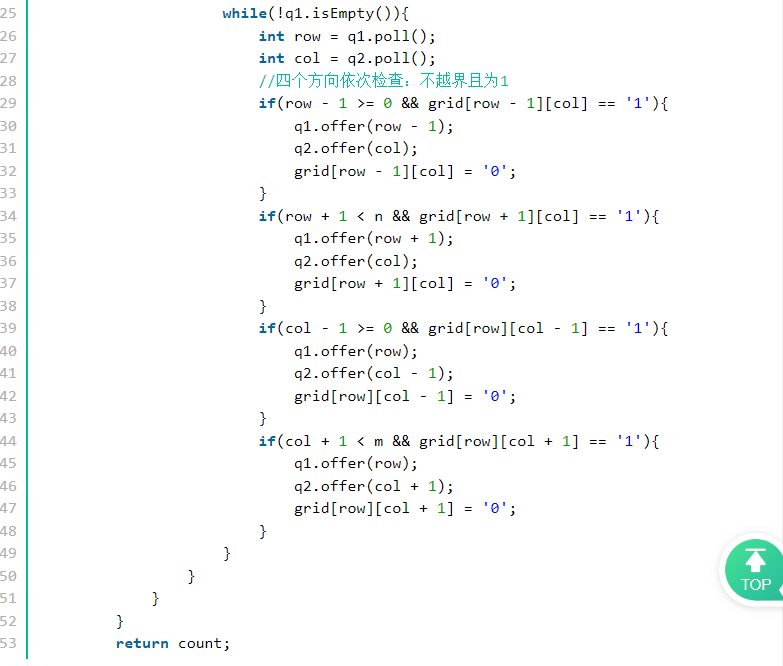 25 while(!q1.isEmpty()){
26 int row = q1.poll();
27 int col = q2.poll();
28 //四个方向依次检查：不越界且为1
29 if(row - 1 >= 0 && grid[row - 1][col] == '1'){
30 q1.offer(row - 1);
31 q2.offer(col);
32 grid[row - 1][col] = '0';
33 }
34 if(row + 1 < n && grid[row + 1][col] == '1'){
35 q1.offer(row + 1);
36 q2.offer(col);
37 grid[row + 1][col] = '0';
38 }
39 if(col - 1 >= 0 && grid[row][col - 1] == '1'){
40 q1.offer(row);
41 q2.offer(col - 1);
42 grid[row][col - 1] = '0';
43 }
44 if(col + 1 < m && grid[row][col + 1] == '1'){
45 q1.offer(row);
46 q2.offer(col + 1);
47 grid[row][col + 1] = '0';
48 }
49 }
50 }
51 }
52 }
53 return count;
TOP